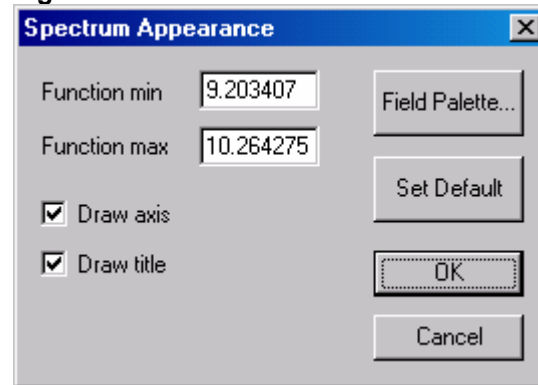 Spectrum Appearance
Function min 9.203407
Function max 10.264275
Draw axis
Draw title
Field Palette...
Set Default
OK
Cancel